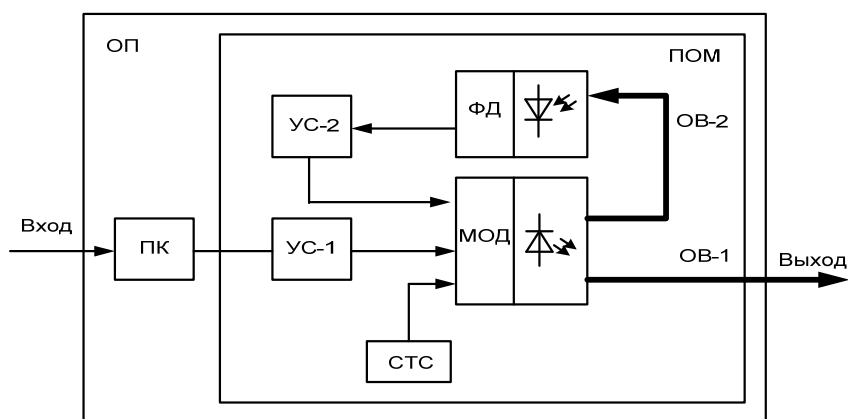 ОП
ПОМ
ФД
УС-2
ОВ-2
Вход
ПК
УС-1
МОД
ОВ-1
Выход
СТС